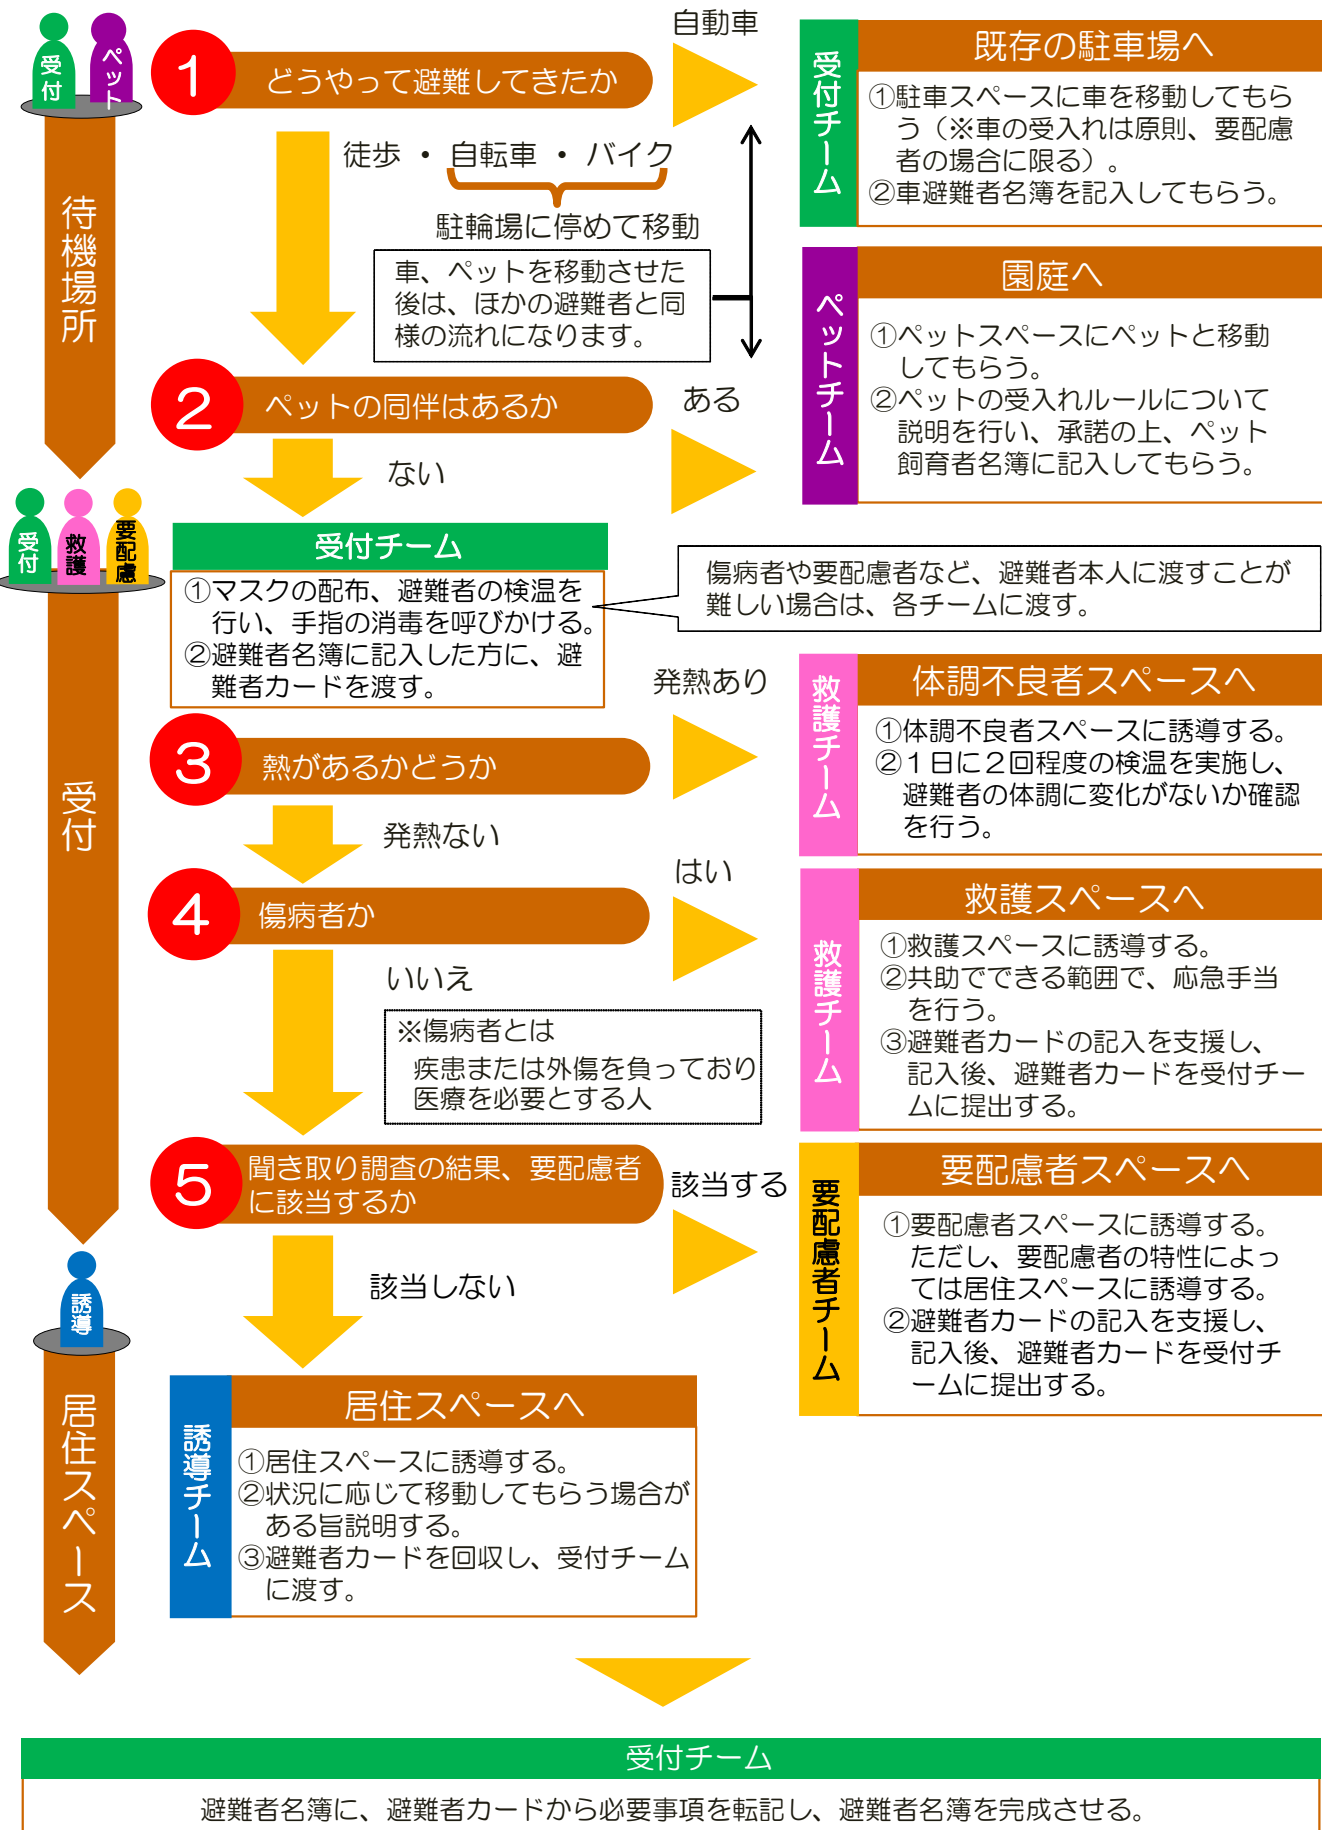 受付
ペット
1
どうやって避難してきたか
自動車
徒歩 ・ 自転車 ・ バイク
駐輪場に停めて移動
車、ペットを移動させた
後は、ほかの避難者と同
様の流れになります。
受付チーム
既存の駐車場へ
①駐車スペースに車を移動してもら
う（※車の受入れは原則、要配慮
者の場合に限る）。
②車避難者名簿を記入してもらう。
待機場所
2
ペットの同伴はあるか
ある
ない
ペットチーム
園庭へ
①ペットスペースにペットと移動
してもらう。
②ペットの受入れルールについて
説明を行い、承諾の上、ペット
飼育者名簿に記入してもらう。
受付
救護
要配慮
受付チーム
①マスクの配布、避難者の検温を
行い、手指の消毒を呼びかける。
②避難者名簿に記入した方に、避
難者カードを渡す。
傷病者や要配慮者など、避難者本人に渡すことが
難しい場合は、各チームに渡す。
受付
3
熱があるかどうか
発熱あり
発熱ない
救護チーム
体調不良者スペースへ
①体調不良者スペースに誘導する。
②１日に２回程度の検温を実施し、
避難者の体調に変化がないか確認
を行う。
4
傷病者か
はい
いいえ
※傷病者とは
疾患または外傷を負っており
医療を必要とする人
救護チーム
救護スペースへ
①救護スペースに誘導する。
②共助でできる範囲で、応急手当
を行う。
③避難者カードの記入を支援し、
記入後、避難者カードを受付チー
ムに提出する。
5
聞き取り調査の結果、要配慮者
に該当するか
該当する
該当しない
要配慮者チーム
要配慮者スペースへ
①要配慮者スペースに誘導する。
ただし、要配慮者の特性によっ
ては居住スペースに誘導する。
②避難者カードの記入を支援し、
記入後、避難者カードを受付チ
ームに提出する。
誘導
居住スペース
誘導チーム
居住スペースへ
①居住スペースに誘導する。
②状況に応じて移動してもらう場合が
ある旨説明する。
③避難者カードを回収し、受付チーム
に渡す。
受付チーム
避難者名簿に、避難者カードから必要事項を転記し、避難者名簿を完成させる。